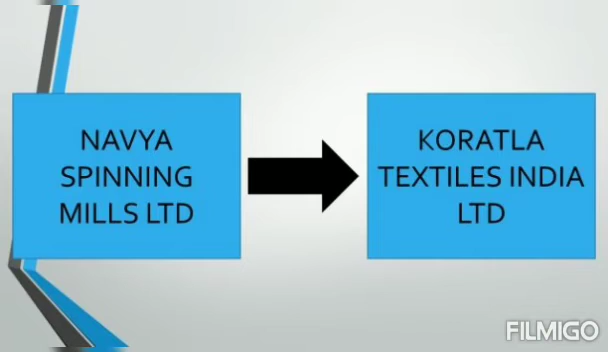 NAVYA
SPINNING
MILLS LTD
KORATLA
TEXTILES INDIA
LTD
FILMIGO